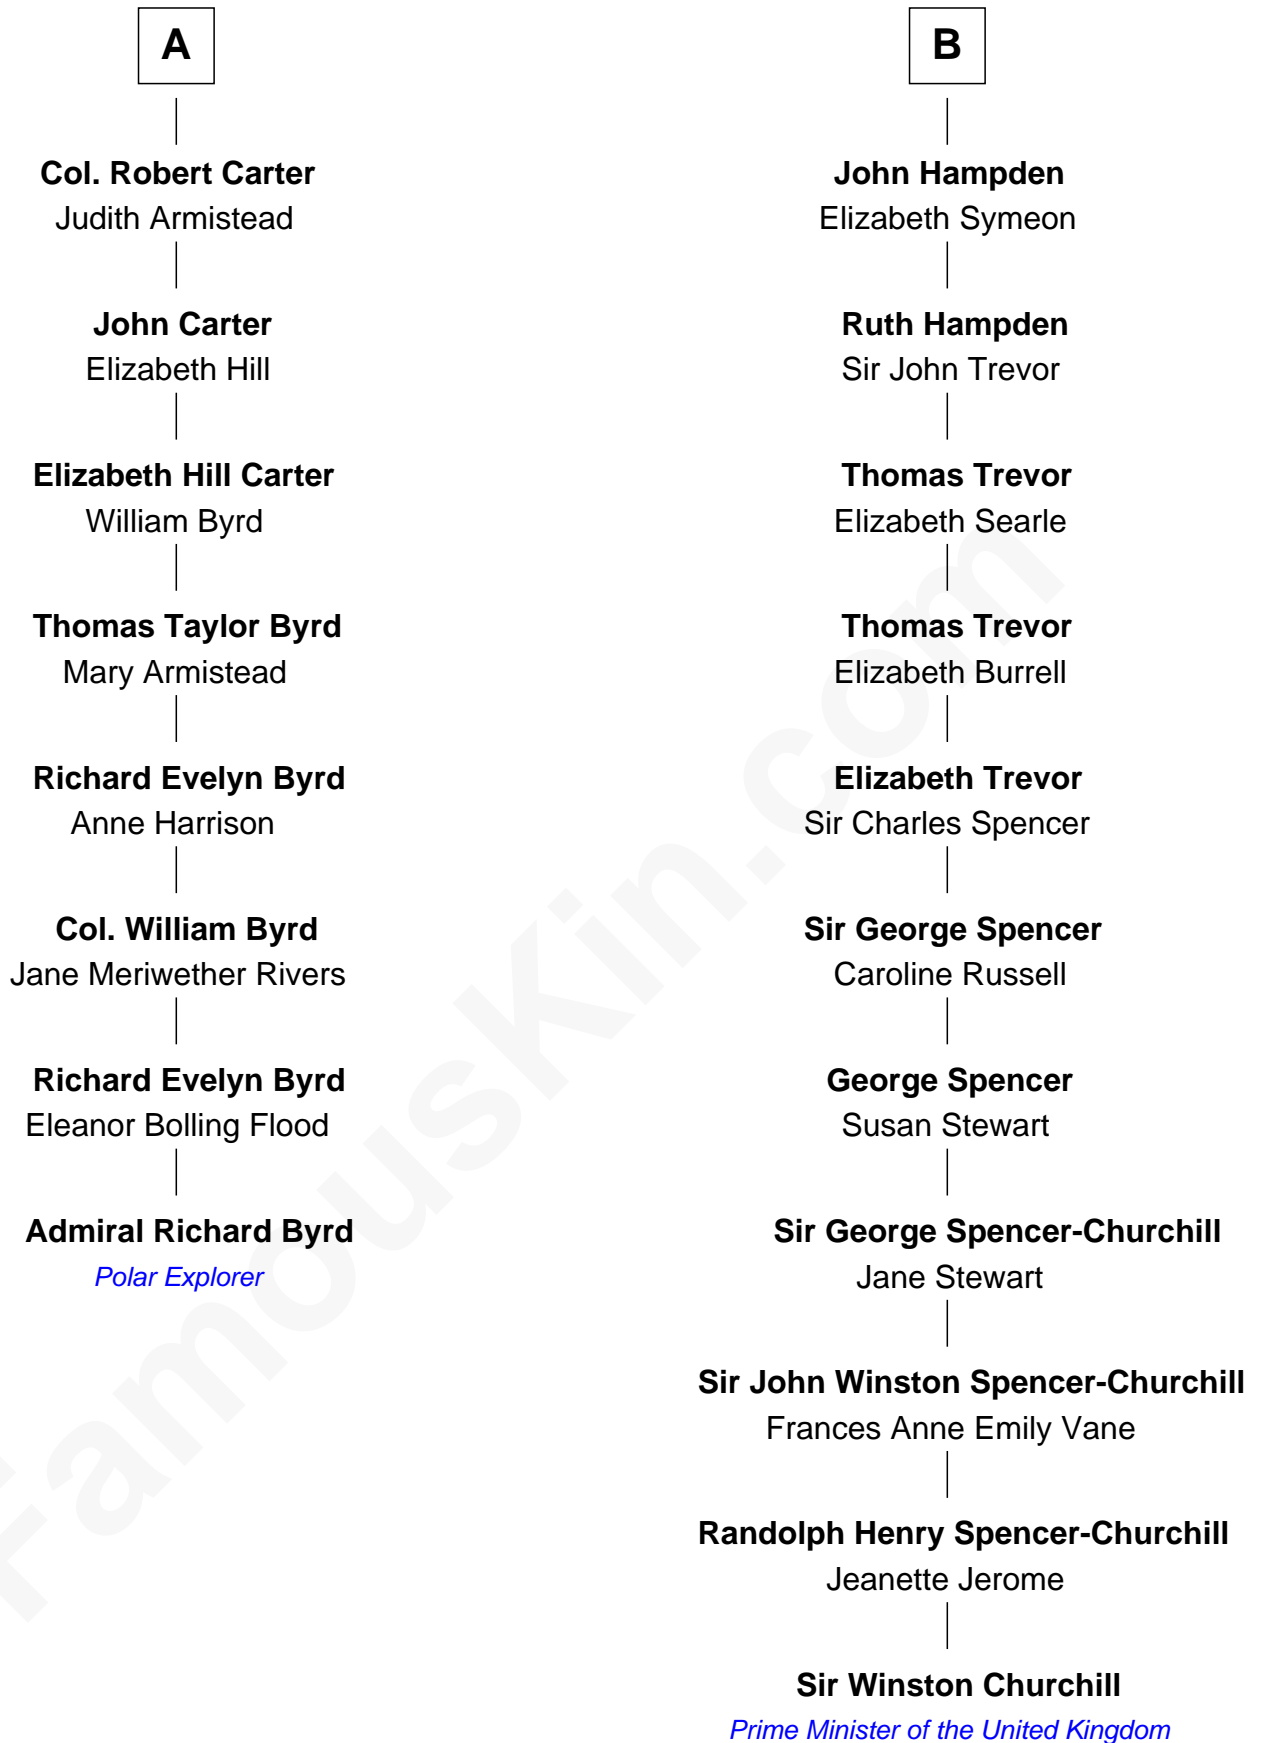 A
Col. Robert Carter
Judith Armistead
John Carter
Elizabeth Hill
Elizabeth Hill Carter
William Byrd
Thomas Taylor Byrd
Mary Armistead
Richard Evelyn Byrd
Anne Harrison
Col. William Byrd
Jane Meriwether Rivers
Richard Evelyn Byrd
Eleanor Bolling Flood
Admiral Richard Byrd
Polar Explorer
B
John Hampden
Elizabeth Symeon
Ruth Hampden
Sir John Trevor
Thomas Trevor
Elizabeth Searle
Thomas Trevor
Elizabeth Burrell
Elizabeth Trevor
Sir Charles Spencer
Sir George Spencer
Caroline Russell
George Spencer
Susan Stewart
Sir George Spencer-Churchill
Jane Stewart
Sir John Winston Spencer-Churchill
Frances Anne Emily Vane
Randolph Henry Spencer-Churchill
Jeanette Jerome
Sir Winston Churchill
Prime Minister of the United Kingdom
FamousKin.com